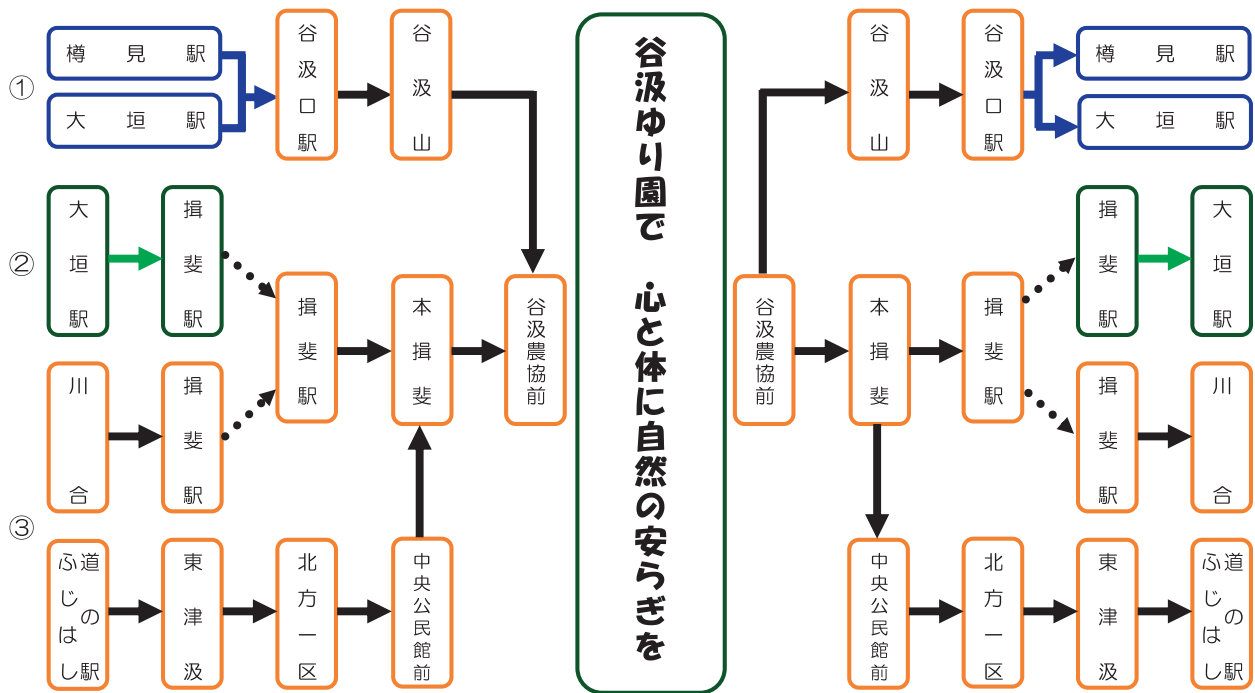 ①
樽見駅
大垣駅
谷汲口駅
谷汲山
②
大垣駅
揖斐駅
川合
揖斐駅
揖斐駅
本揖斐
谷汲農協前
③
道の駅
ふじはし
東津汲
北方一区
中央公民館前
谷汲ゆり園で　心と体に自然の安らぎを
谷汲山
谷汲口駅
樽見駅
大垣駅
谷汲農協前
本揖斐
揖斐駅
揖斐駅
大垣駅
揖斐駅
川合
中央公民館前
北方一区
東津汲
道の駅
ふじはし